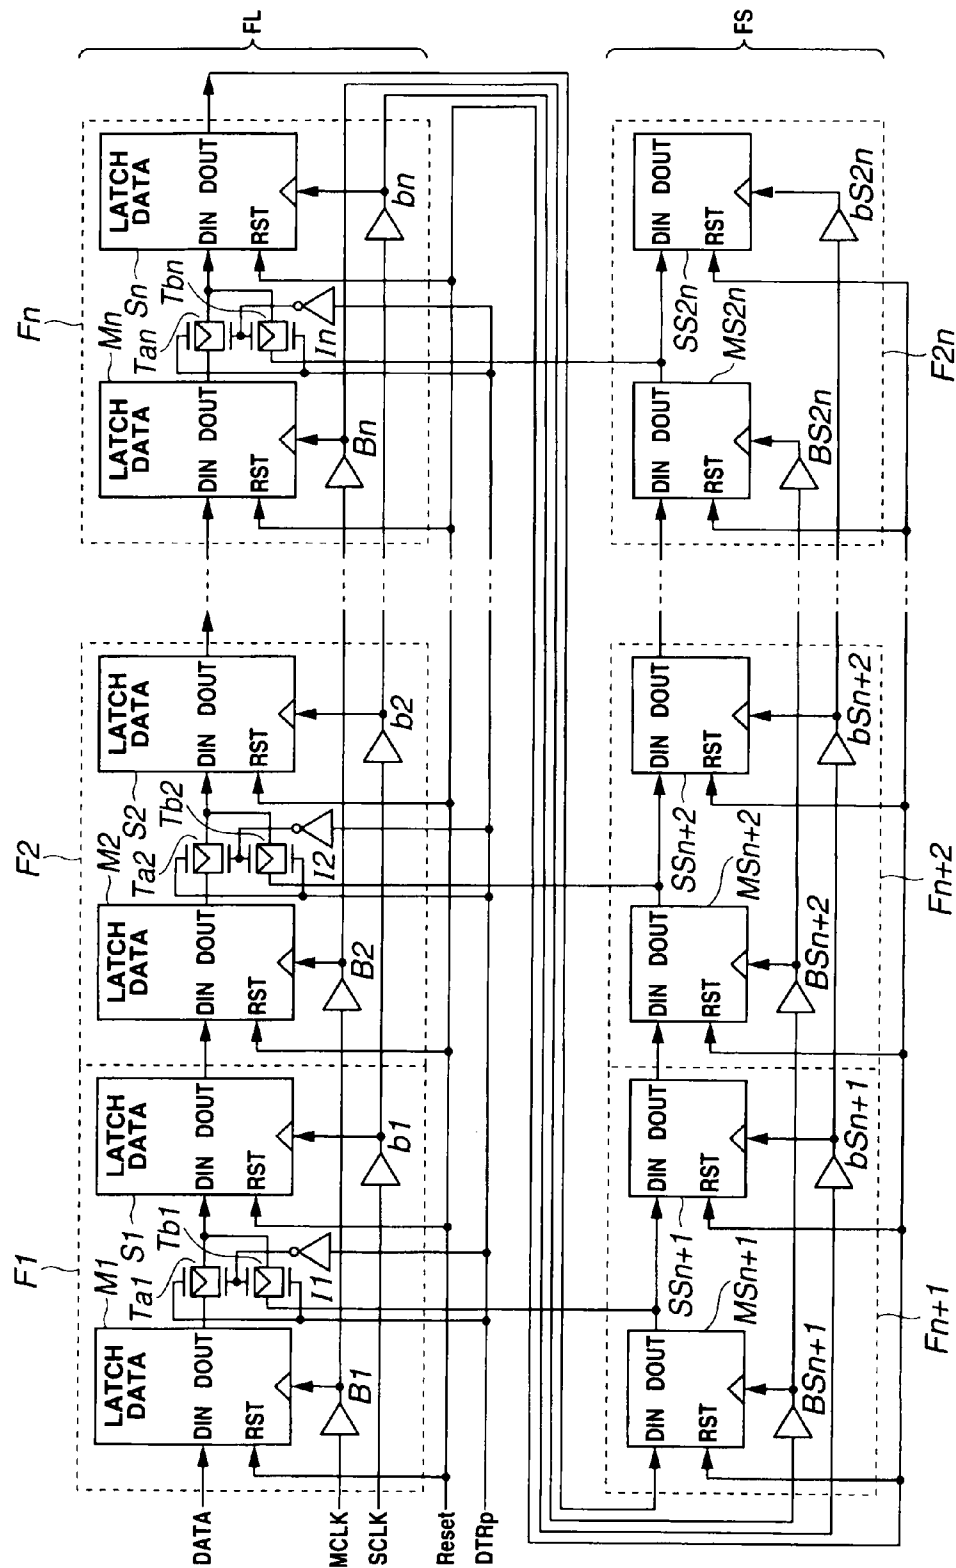 F1
F2
Fn
FL
M1
S1
M2
S2
Mn
Sn
Ta1
Tb1
Ta2
Tb2
Tan
Tbn
LATCH
DATA
DIN DOUT
RST
LATCH
DATA
DIN DOUT
RST
LATCH
DATA
DIN DOUT
RST
LATCH
DATA
DIN DOUT
RST
LATCH
DATA
DIN DOUT
RST
LATCH
DATA
DIN DOUT
RST
I1
I2
In
B1
b1
B2
b2
Bn
bn
DATA
MCLK
SCLK
Reset
DTRp
FS
DIN DOUT
RST
DIN DOUT
RST
DIN DOUT
RST
DIN DOUT
RST
DIN DOUT
RST
DIN DOUT
RST
SSn+1
MSn+1
SSn+2
MSn+2
SS2n
MS2n
BSn+1
bSn+1
BSn+2
bSn+2
BS2n
bS2n
Fn+1
Fn+2
F2n